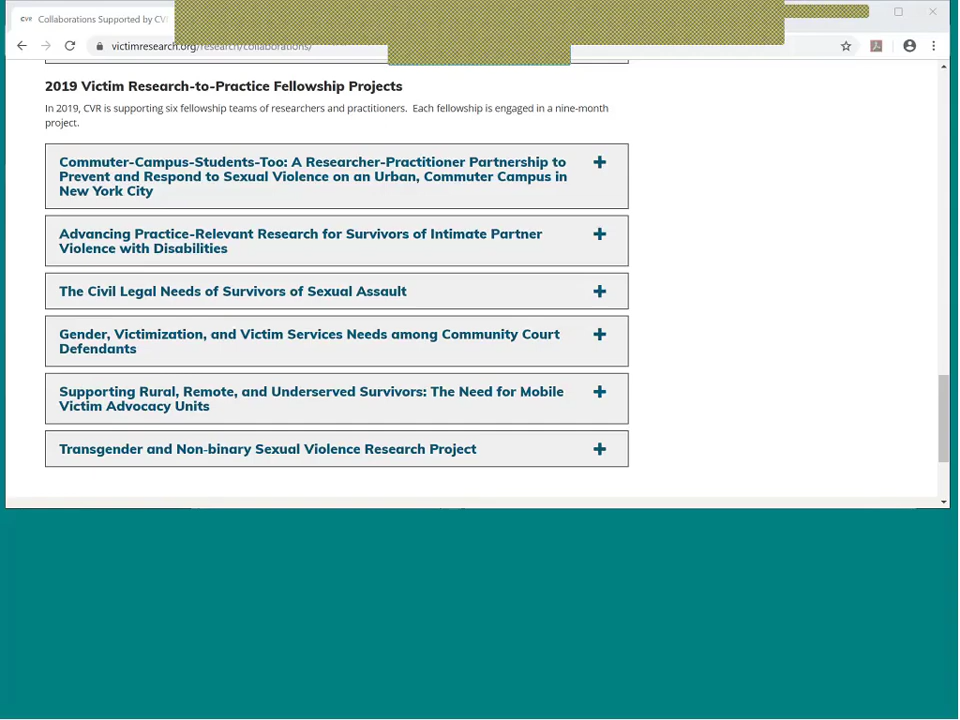 CVR Collaborations Supported by CV
victimresearch.org/research/collaborations/
2019 Victim Research-to-Practice Fellowship Projects
In 2019, CVR is supporting six fellowship teams of researchers and practitioners. Each fellowship is engaged in a nine-month
project.
Commuter-Campus-Students-Too: A Researcher-Practitioner Partnership to
Prevent and Respond to Sexual Violence on an Urban, Commuter Campus in
New York City
Advancing Practice-Relevant Research for Survivors of Intimate Partner
Violence with Disabilities
The Civil Legal Needs of Survivors of Sexual Assault
Gender, Victimization, and Victim Services Needs among Community Court
Defendants
Supporting Rural, Remote, and Underserved Survivors: The Need for Mobile
Victim Advocacy Units
Transgender and Non-binary Sexual Violence Research Project